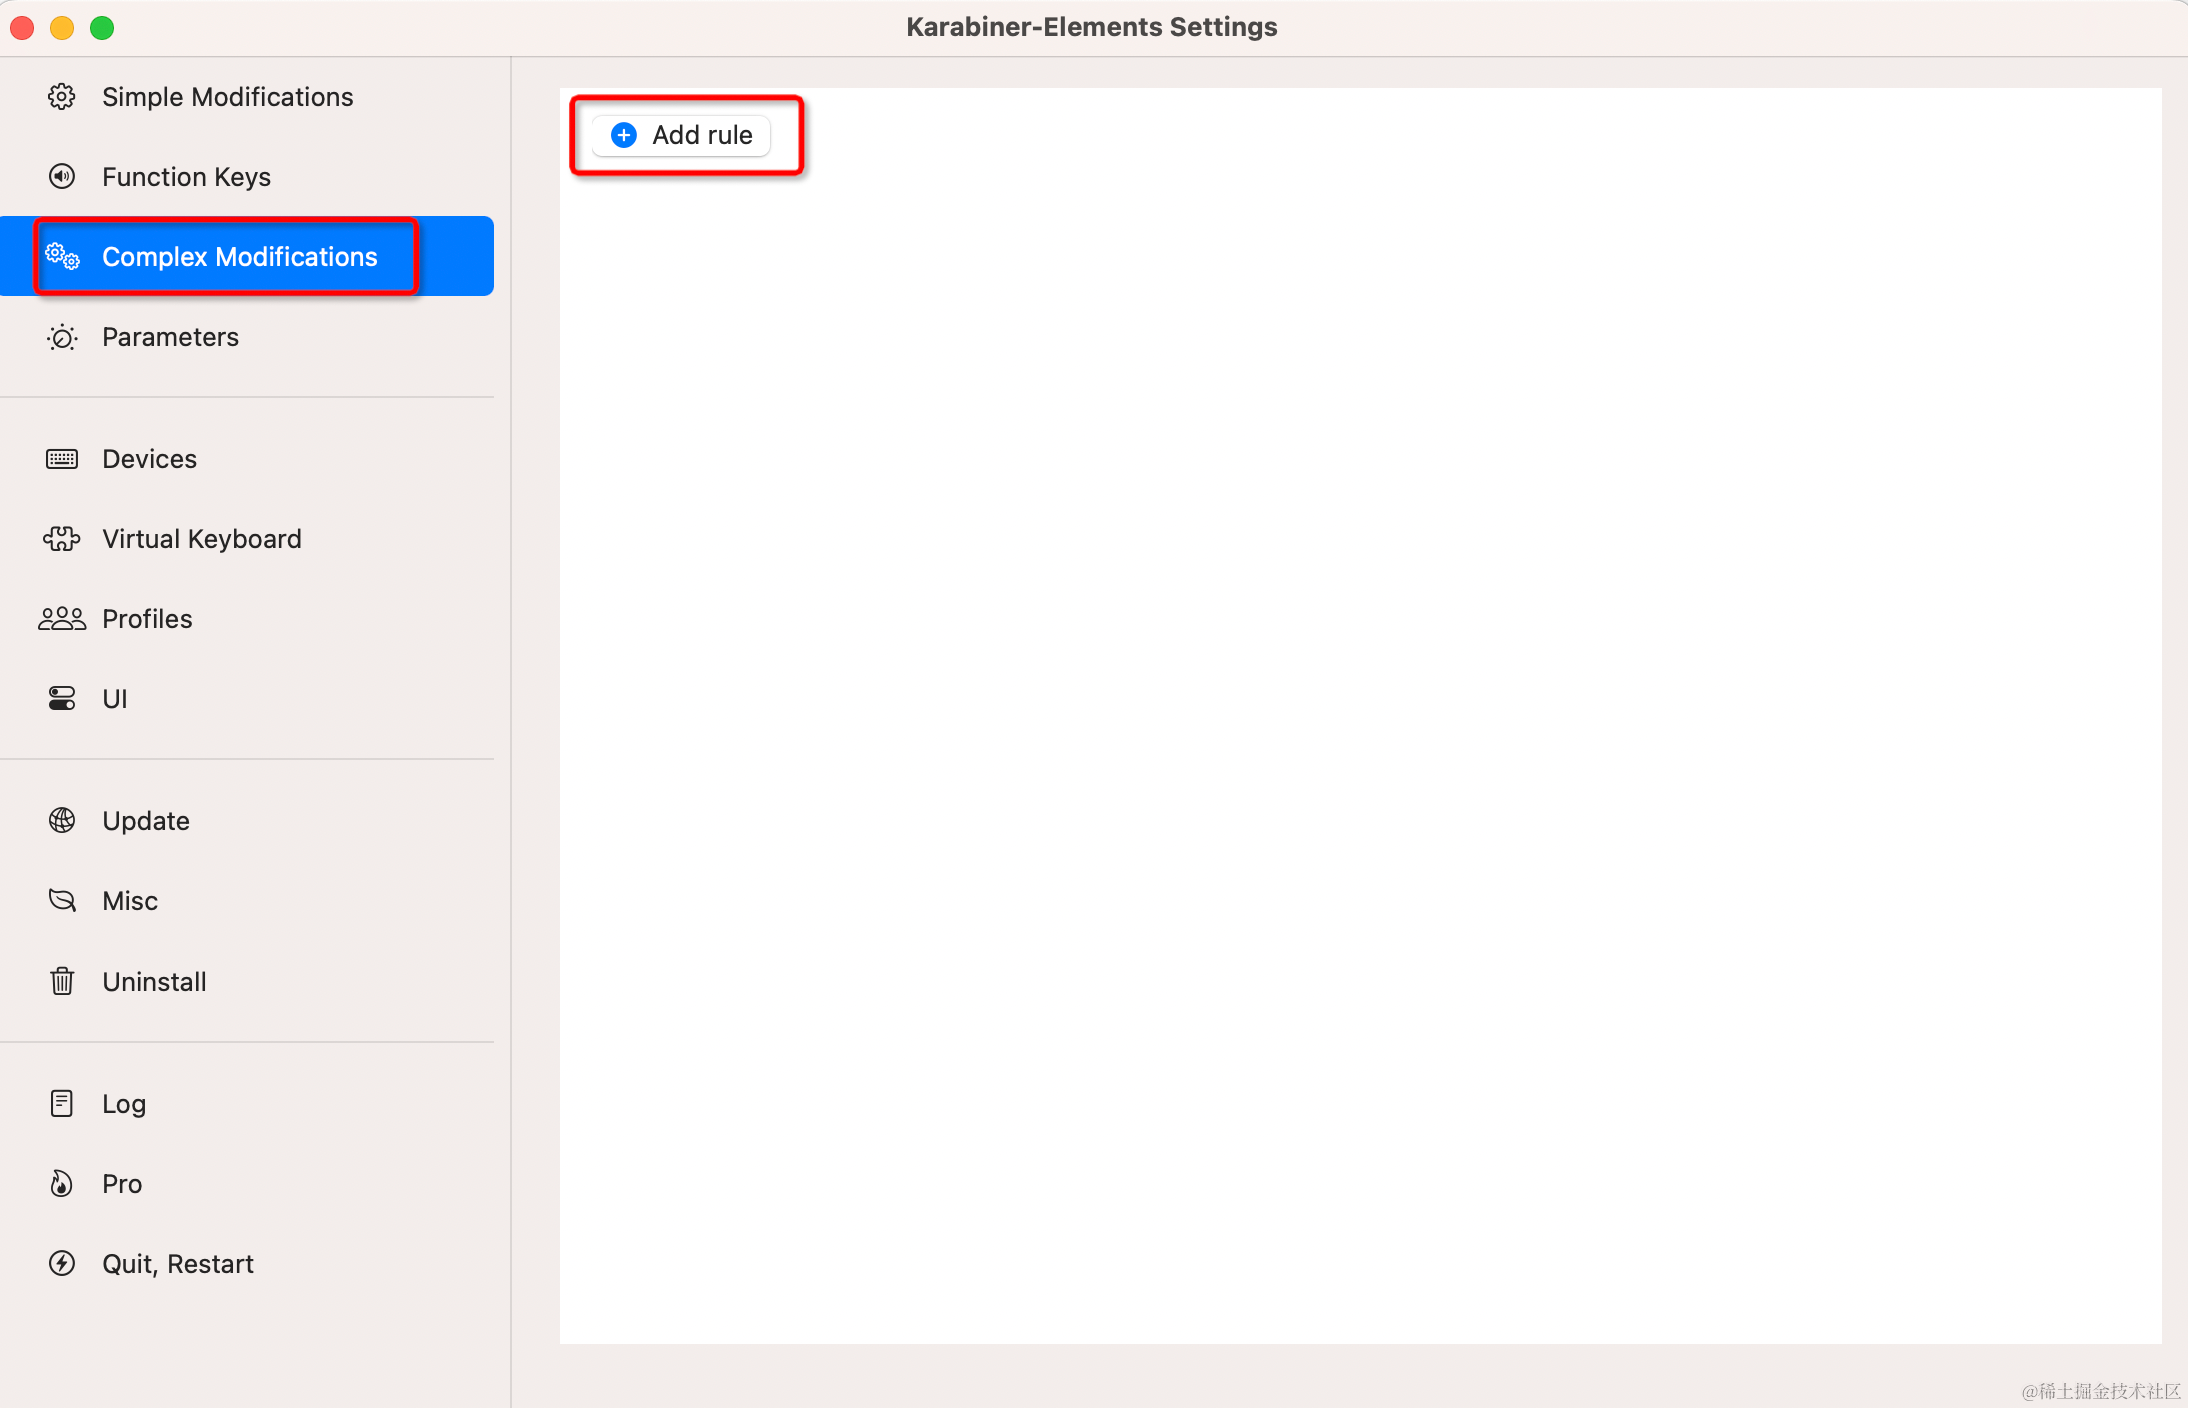 Karabiner-Elements Settings
Simple Modifications
Function Keys
Complex Modifications
Parameters
Devices
Virtual Keyboard
Profiles
UI
Update
Misc
Uninstall
Log
Pro
Quit, Restart
Add rule
@稀土掘金技术社区